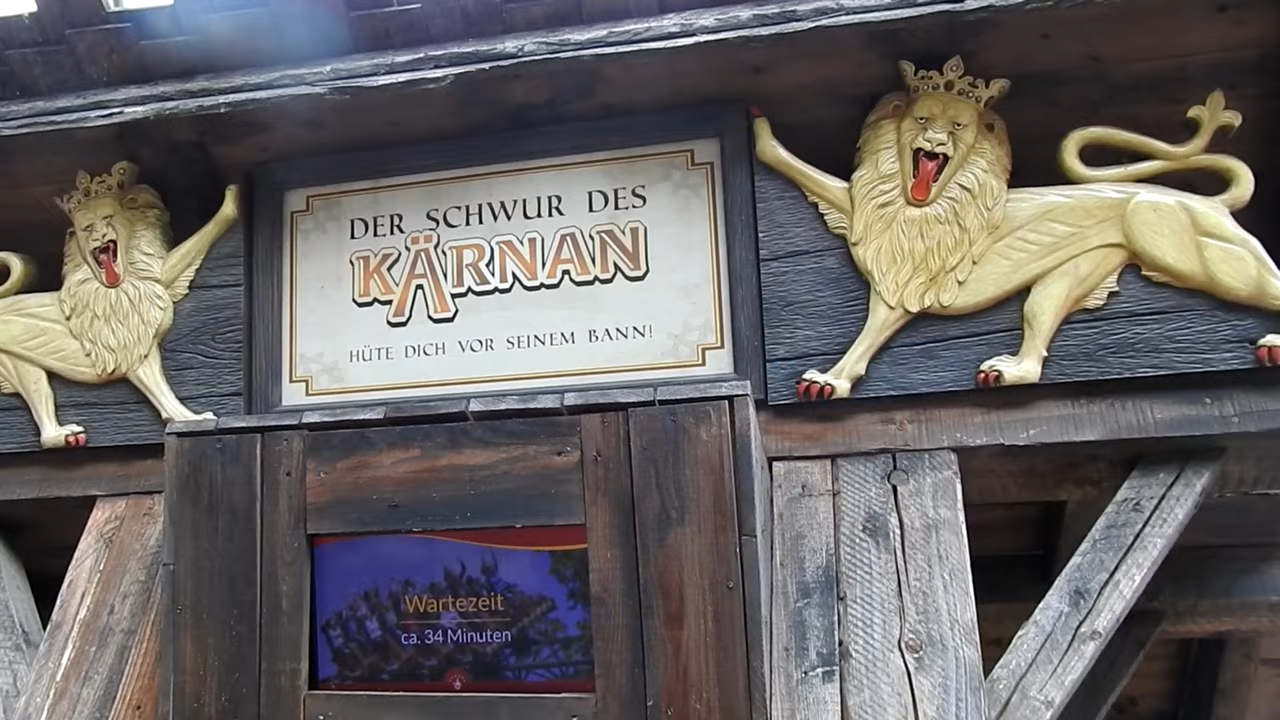 DER SCHWUR DES
KÄRNAN
HÜTE DICH VOR SEINEM BANN!
Wartezeit
ca. 34 Minuten